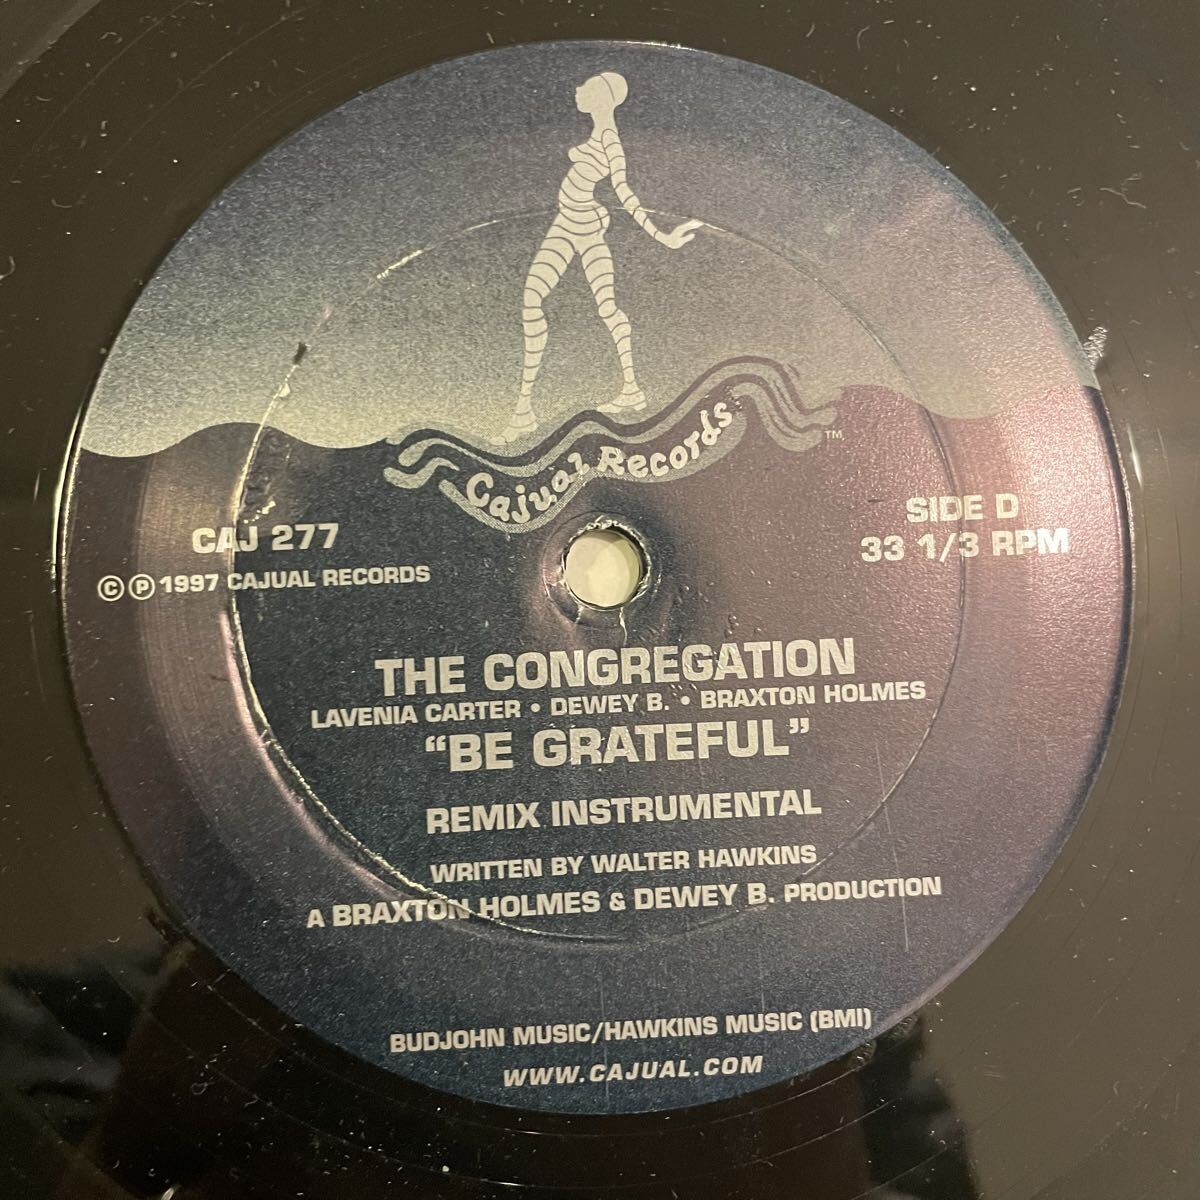 Cajual Records
TM
CAJ 277
© ℗ 1997 CAJUAL RECORDS
SIDE D
33 1/3 RPM
THE CONGREGATION
LAVENIA CARTER • DEWEY B. • BRAXTON HOLMES
“BE GRATEFUL”
REMIX INSTRUMENTAL
WRITTEN BY WALTER HAWKINS
A BRAXTON HOLMES & DEWEY B. PRODUCTION
BUDJOHN MUSIC/HAWKINS MUSIC (BMI)
WWW.CAJUAL.COM